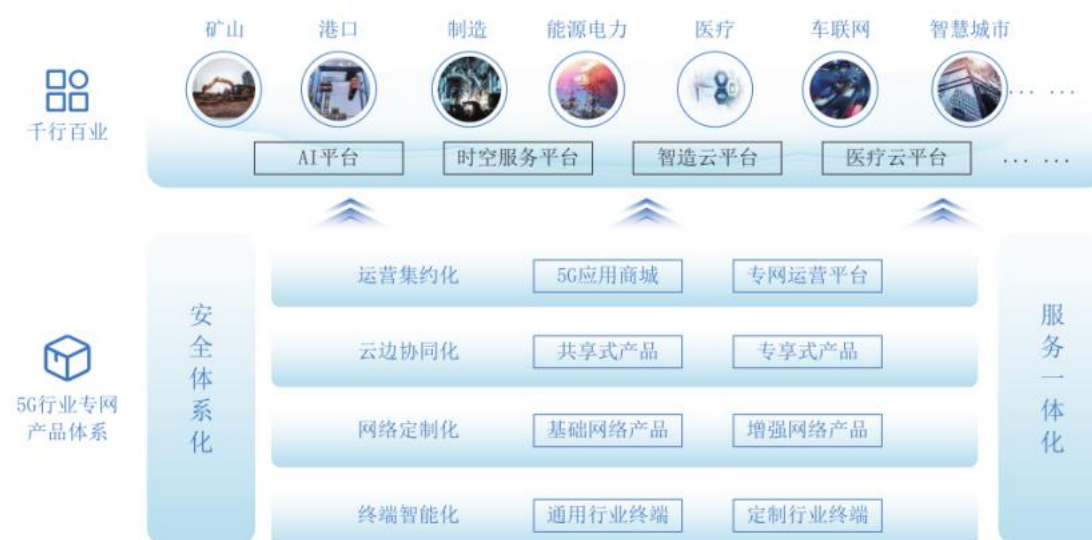 矿山 港口 制造 能源电力 医疗 车联网 智慧城市
... ...
千行百业
AI平台 时空服务平台 智造云平台 医疗云平台 ... ...
安全体系化
运营集约化 5G应用商城 专网运营平台
云边协同化 共享式产品 专享式产品
5G行业专网
产品体系
网络定制化 基础网络产品 增强网络产品
终端智能化 通用行业终端 定制行业终端
服务一体化